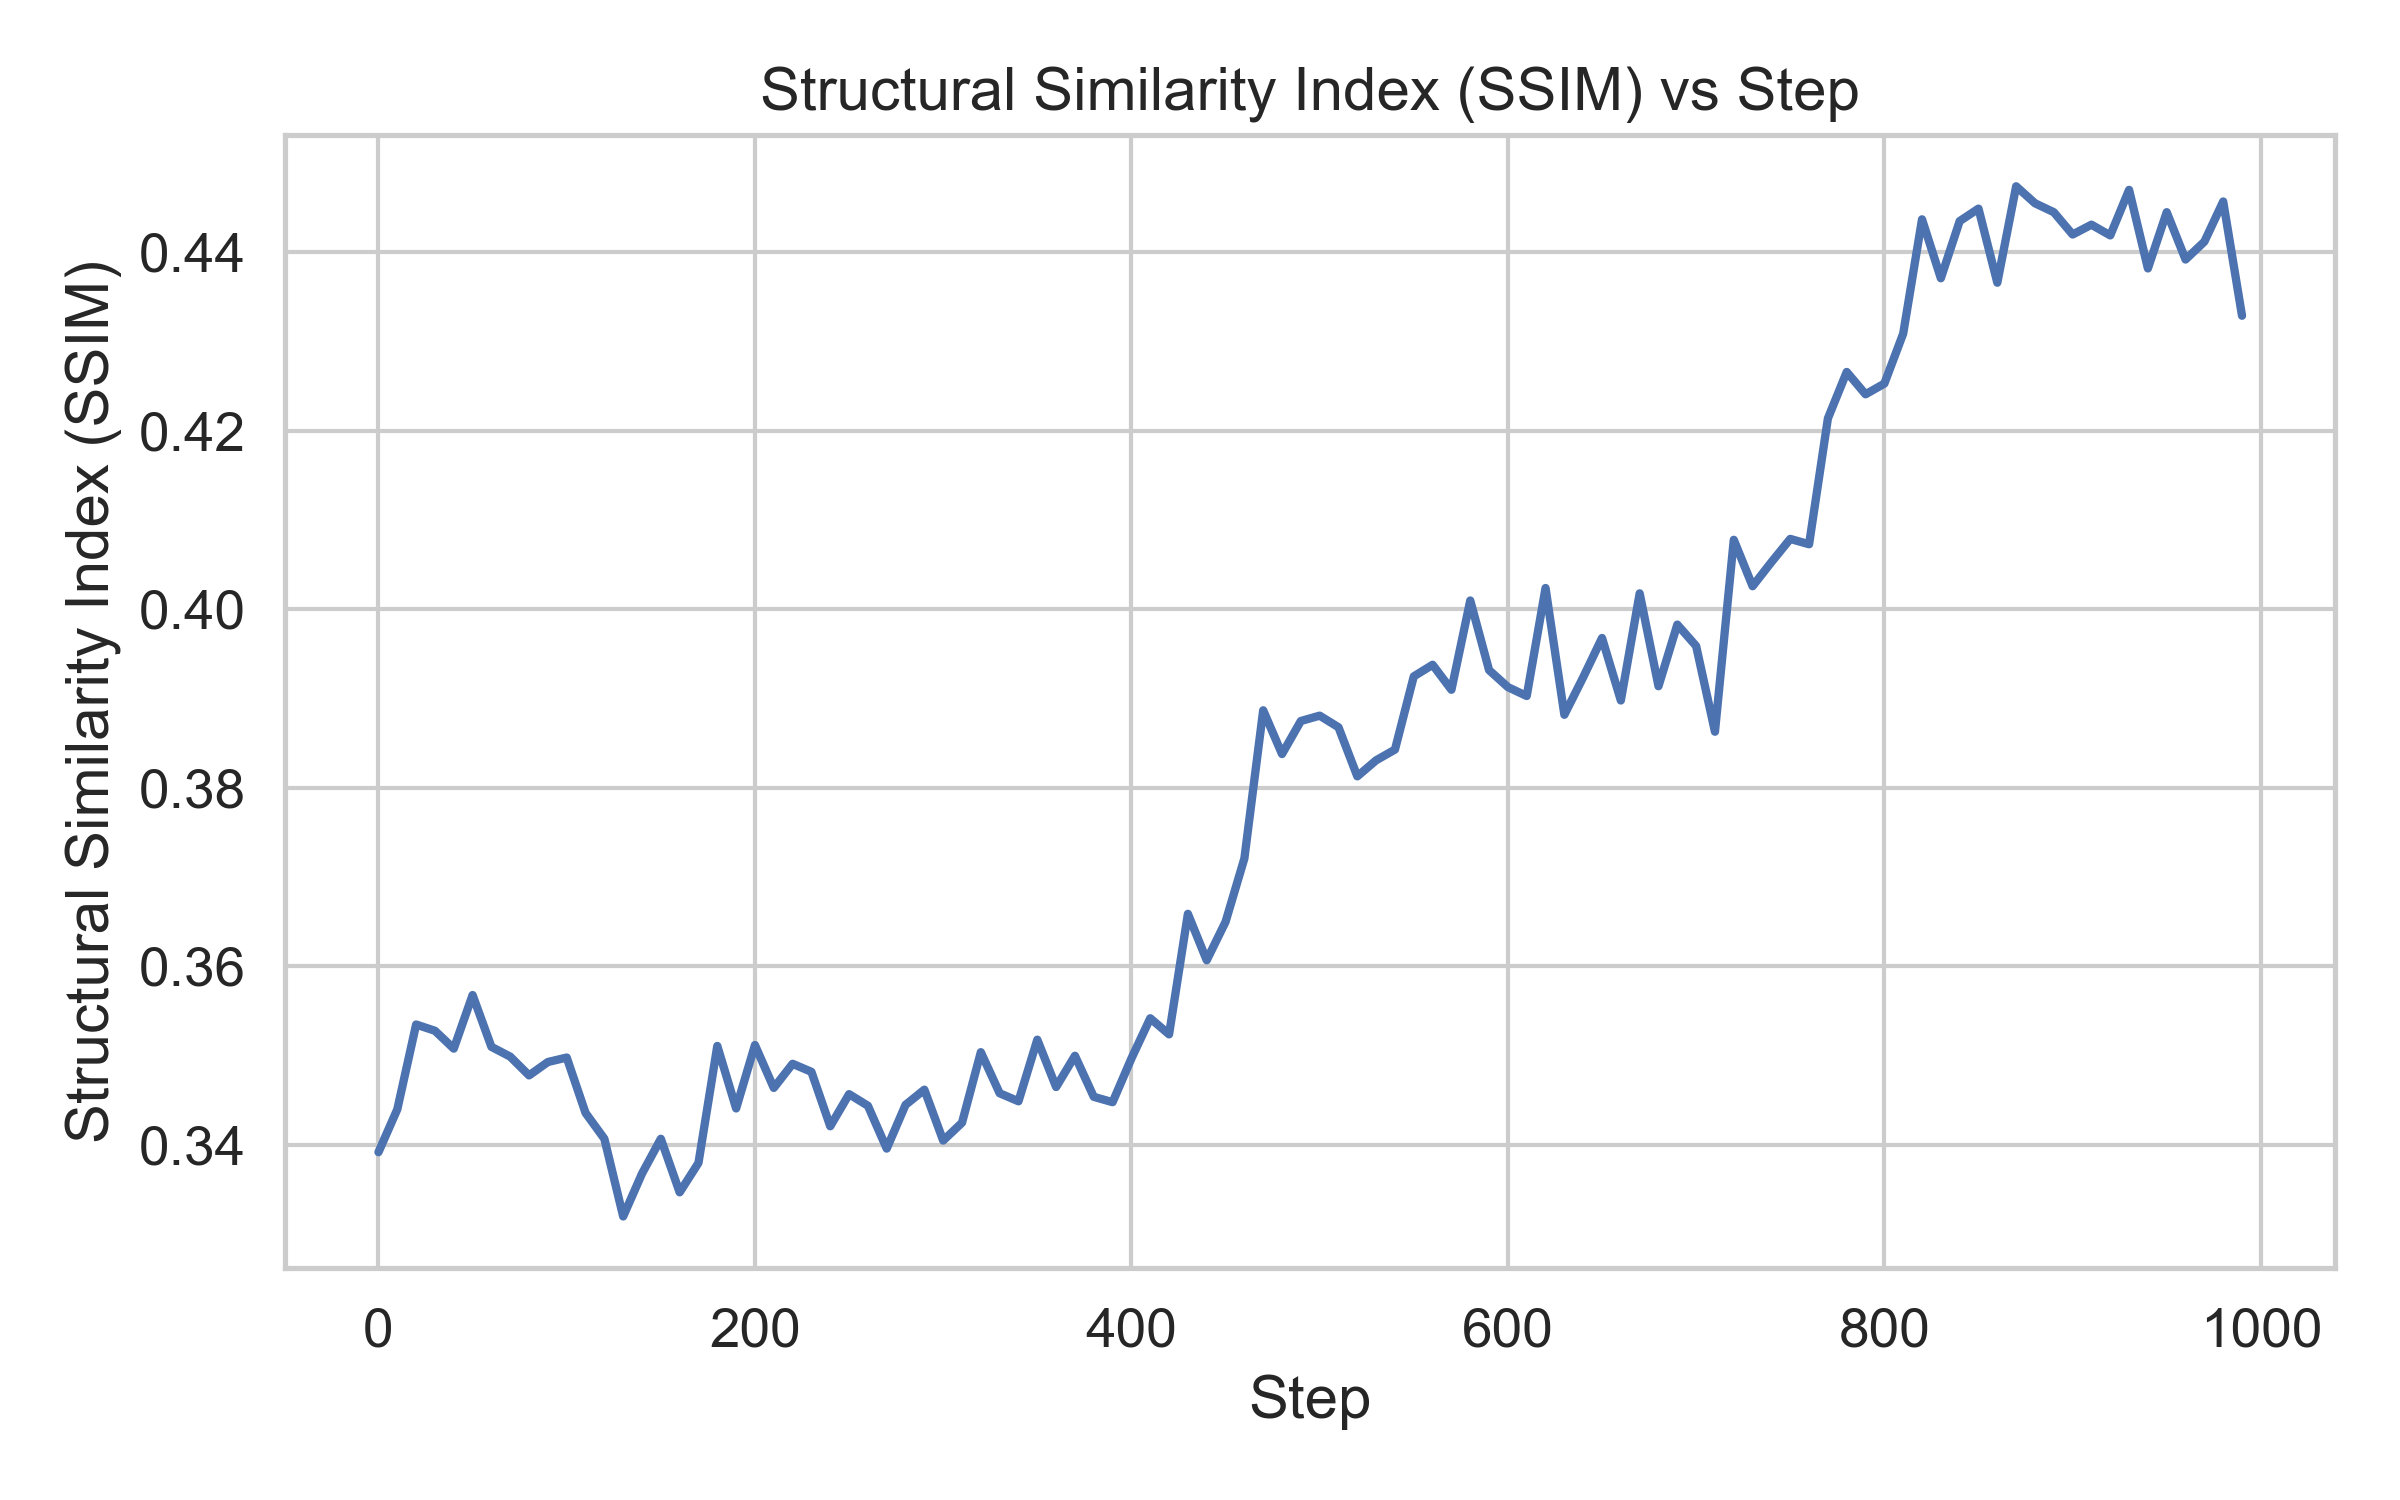 Structural Similarity Index (SSIM) vs Step
Structural Similarity Index (SSIM)
0.44
0.42
0.40
0.38
0.36
0.34
0 200 400 600 800 1000
Step